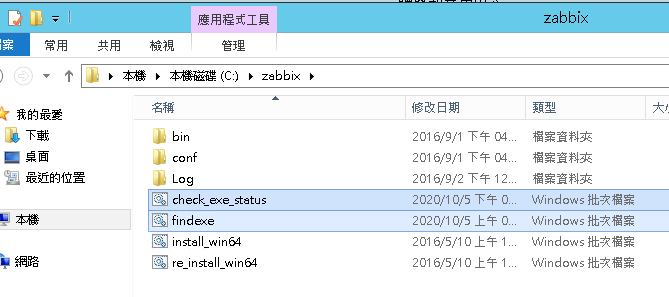 應用程式工具 zabbix
檔案 常用 共用 檢視 管理
本機 本機磁碟 (C:) zabbix
名稱 修改日期 類型 大小
我的最愛
下載
桌面
最近的位置
本機
網路
bin 2016/9/1 下午 04... 檔案資料夾
conf 2016/9/1 下午 04... 檔案資料夾
Log 2016/9/2 下午 12... 檔案資料夾
check_exe_status 2020/10/5 下午 0... Windows 批次檔案
findexe 2020/10/5 上午 0... Windows 批次檔案
install_win64 2016/5/10 上午 1... Windows 批次檔案
re_install_win64 2016/5/10 上午 1... Windows 批次檔案